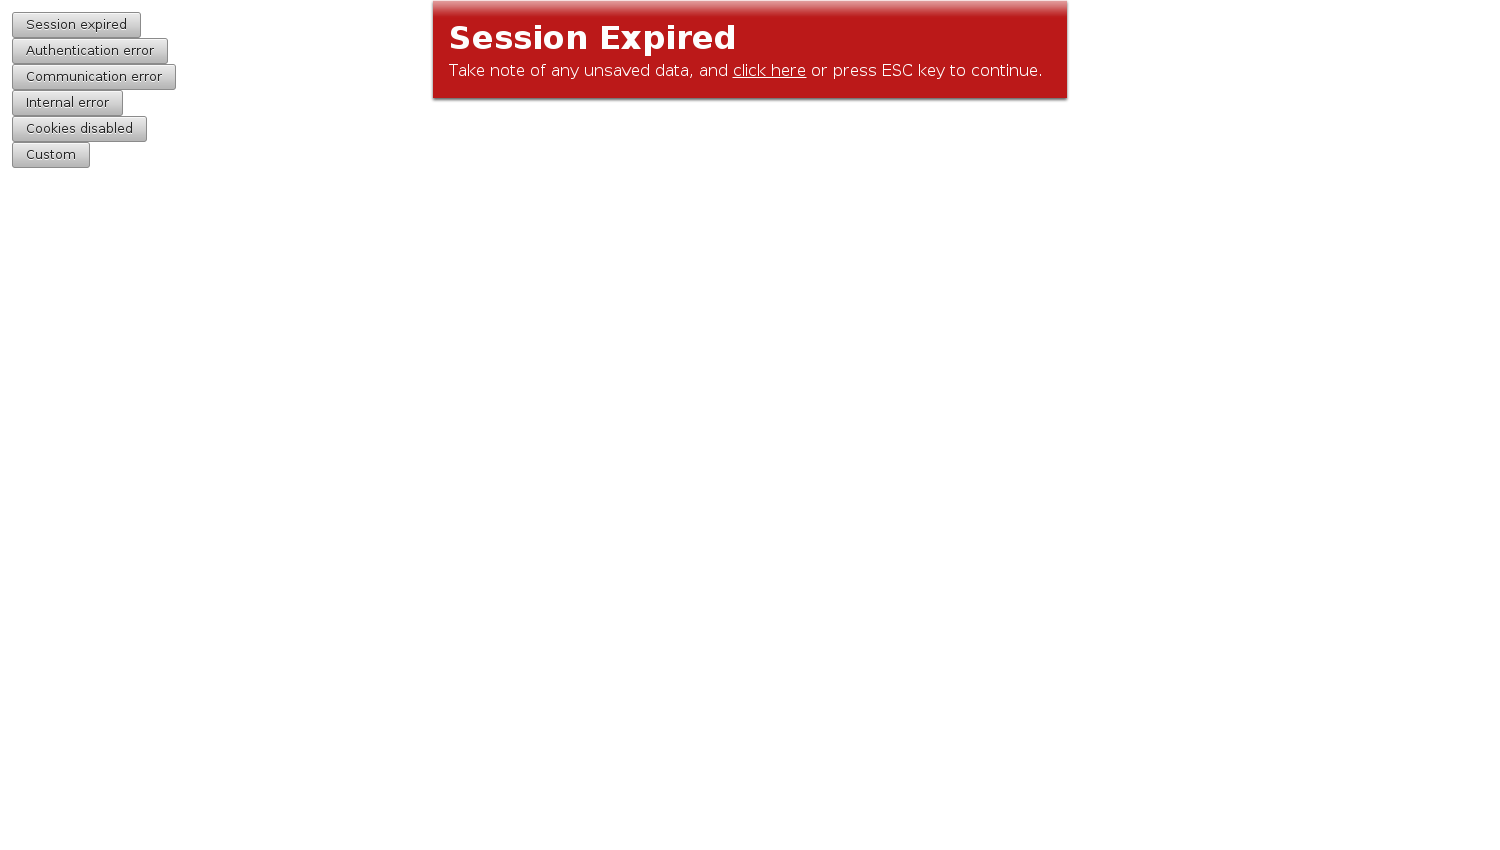 Session expired
Authentication error
Communication error
Internal error
Cookies disabled
Custom
Session Expired
Take note of any unsaved data, and click here or press ESC key to continue.